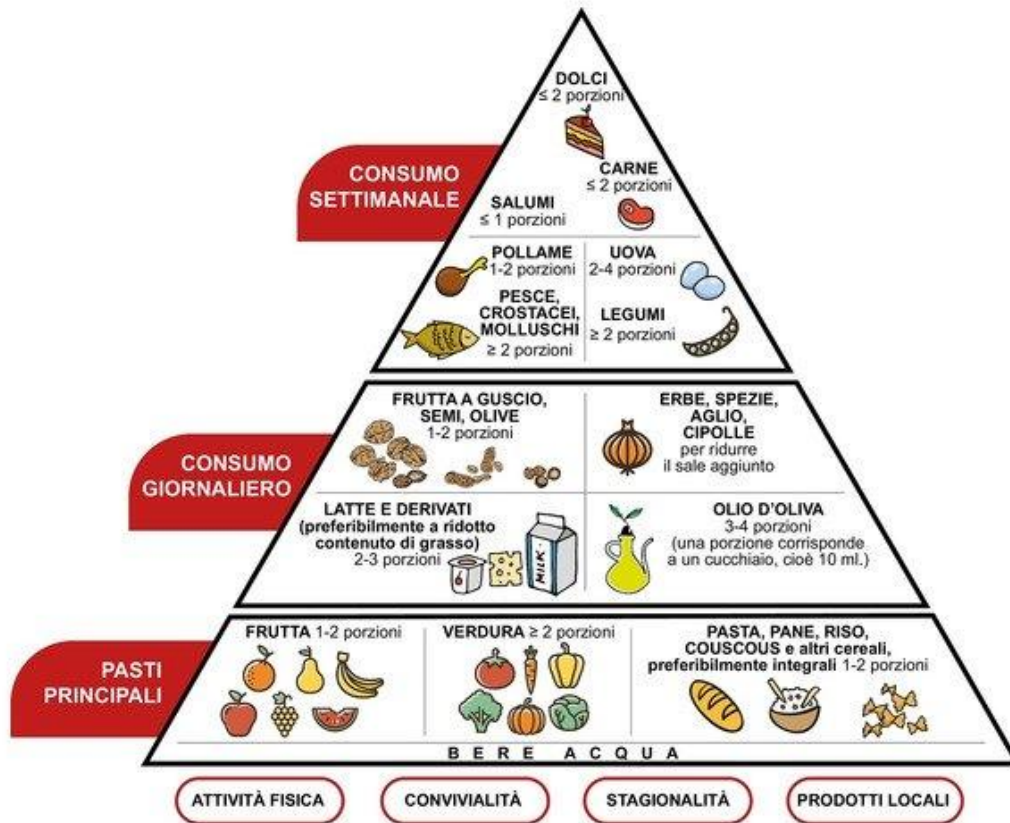 DOLCI
≤ 2 porzioni
CONSUMO
SETTIMANALE
CARNE
≤ 2 porzioni
SALUMI
≤ 1 porzioni
POLLAME
1-2 porzioni
UOVA
2-4 porzioni
PESCE,
CROSTACEI,
MOLLUSCHI
≥ 2 porzioni
LEGUMI
≥ 2 porzioni
CONSUMO
GIORNALIERO
FRUTTA A GUSCIO,
SEMI, OLIVE
1-2 porzioni
ERBE, SPEZIE,
AGLIO,
CIPOLLE
per ridurre
il sale aggiunto
LATTE E DERIVATI
(preferibilmente a ridotto
contenuto di grasso)
2-3 porzioni
MILK
OLIO D'OLIVA
3-4 porzioni
(una porzione corrisponde
a un cucchiaio, cioè 10 ml.)
PASTI
PRINCIPALI
FRUTTA 1-2 porzioni
VERDURA ≥ 2 porzioni
PASTA, PANE, RISO,
COUSCOUS e altri cereali,
preferibilmente integrali 1-2 porzioni
BERE ACQUA
ATTIVITÀ FISICA
CONVIVIALITÀ
STAGIONALITÀ
PRODOTTI LOCALI